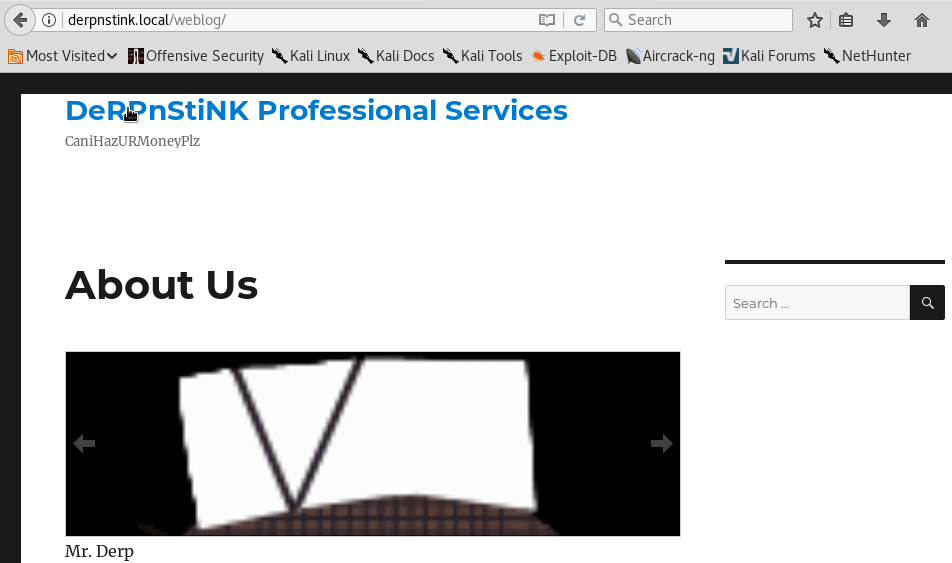 derpnstink.local/weblog/
Search
Most Visited
Offensive Security
Kali Linux
Kali Docs
Kali Tools
Exploit-DB
Aircrack-ng
Kali Forums
NetHunter
DeRPnStiNK Professional Services
CaniHazURMoneyPlz
About Us
Search …
Mr. Derp